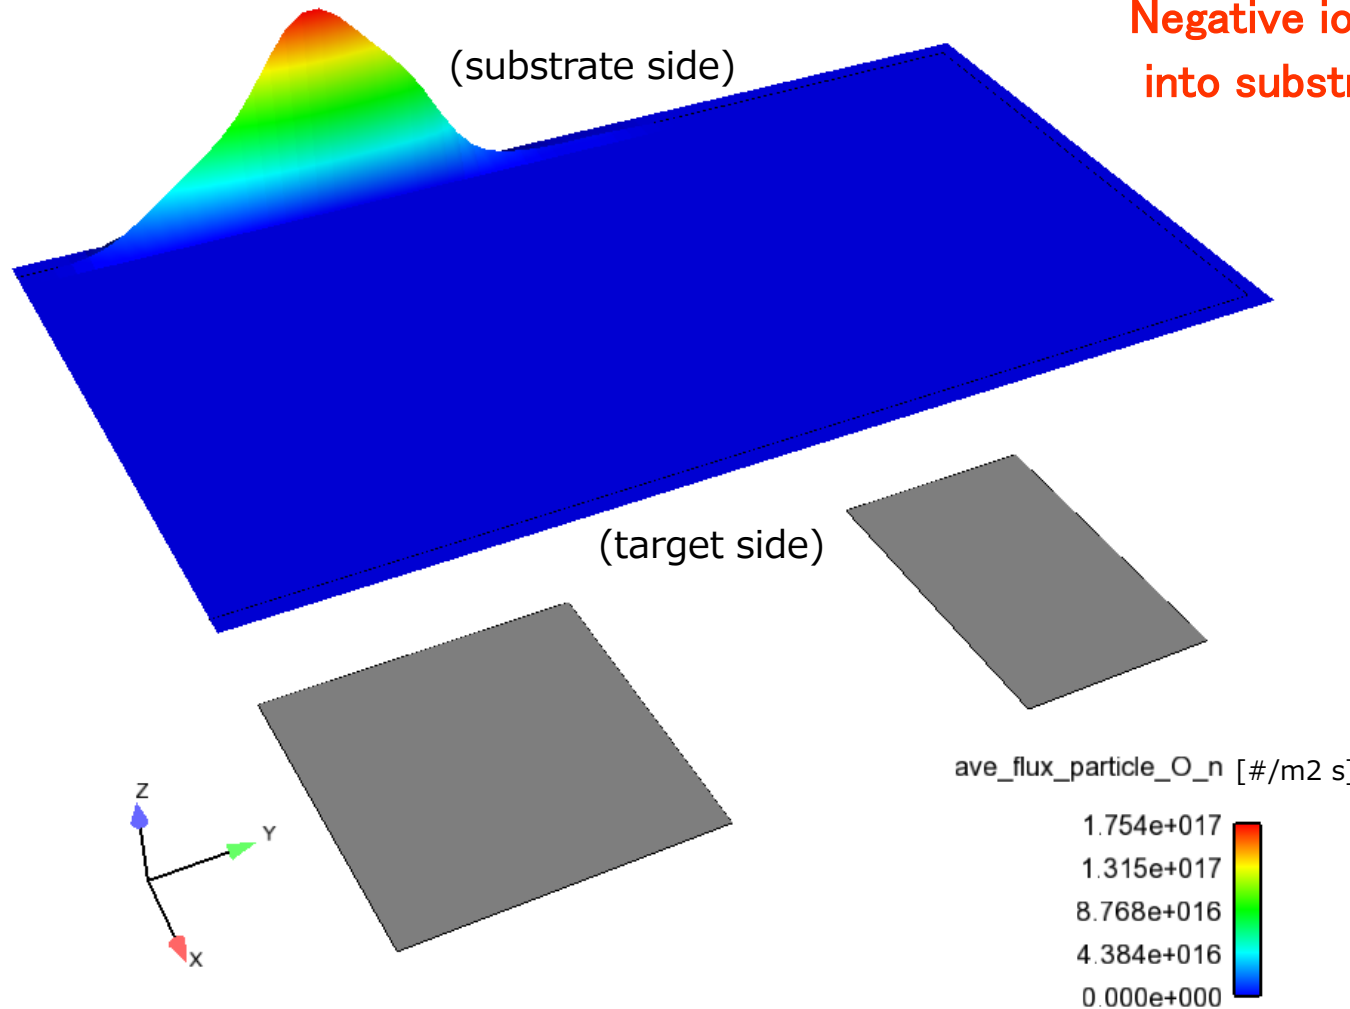 Negative io
into substr
(substrate side)
(target side)
ave_flux_particle_O_n [#/m2 s]
1.754e+017
1.315e+017
8.768e+016
4.384e+016
0.000e+000
Z
Y
X